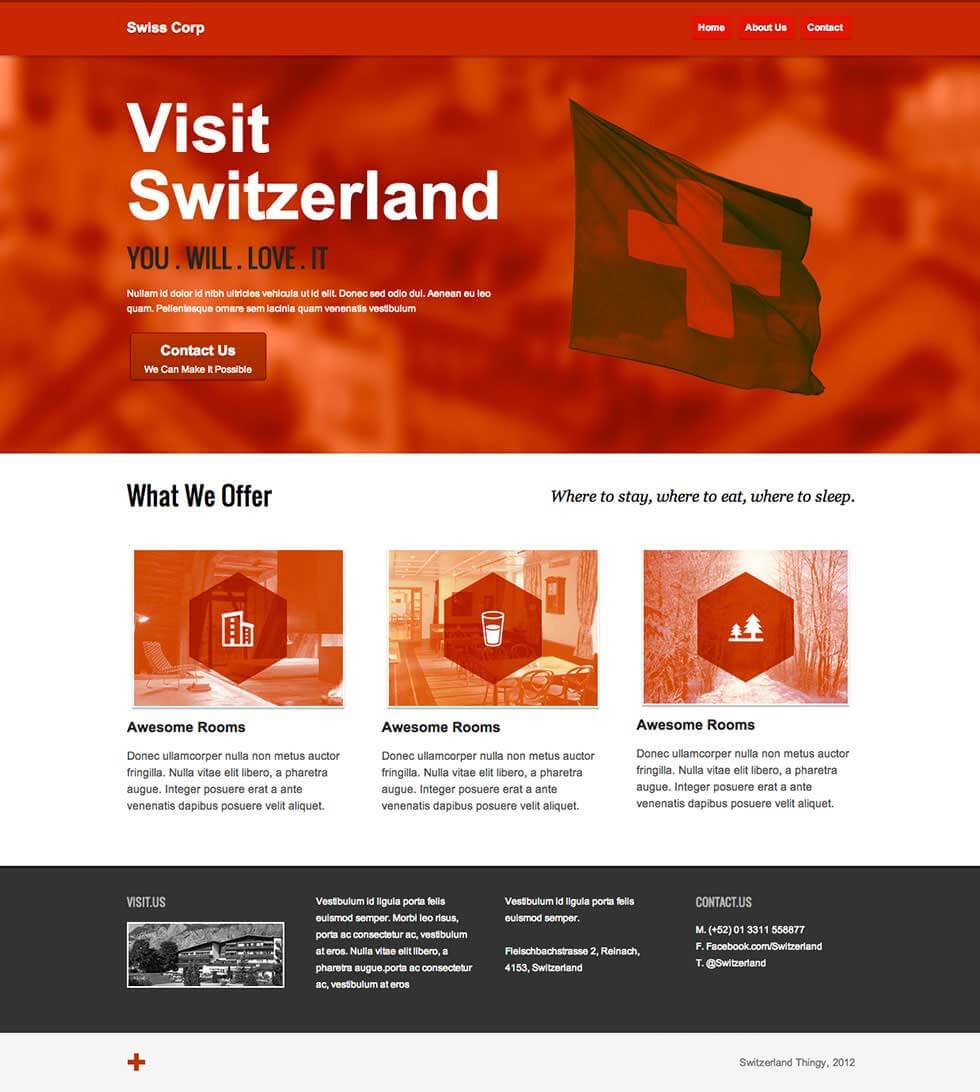 Swiss Corp
Home About Us Contact
Visit
Switzerland
YOU . WILL . LOVE . IT
Nullam id dolor id nibh ultricies vehicula ut id elit. Donec sed odio dui. Aenean eu leo
quam. Pellentesque ornare sem lacinia quam venenatis vestibulum
Contact Us
We Can Make It Possible
What We Offer
Where to stay, where to eat, where to sleep.
Awesome Rooms
Donec ullamcorper nulla non metus auctor
fringilla. Nulla vitae elit libero, a pharetra
augue. Integer posuere erat a ante
venenatis dapibus posuere velit aliquet.
Awesome Rooms
Donec ullamcorper nulla non metus auctor
fringilla. Nulla vitae elit libero, a pharetra
augue. Integer posuere erat a ante
venenatis dapibus posuere velit aliquet.
Awesome Rooms
Donec ullamcorper nulla non metus auctor
fringilla. Nulla vitae elit libero, a pharetra
augue. Integer posuere erat a ante
venenatis dapibus posuere velit aliquet.
VISIT.US
Vestibulum id ligula porta felis
euismod semper. Morbi leo risus,
porta ac consectetur ac, vestibulum
at eros. Nulla vitae elit libero, a
pharetra augue.porta ac consectetur
ac, vestibulum at eros
Vestibulum id ligula porta felis
euismod semper.
Fleischbachstrasse 2, Reinach,
4153, Switzerland
CONTACT.US
M. (+52) 01 3311 558877
F. Facebook.com/Switzerland
T. @Switzerland
Switzerland Thingy, 2012